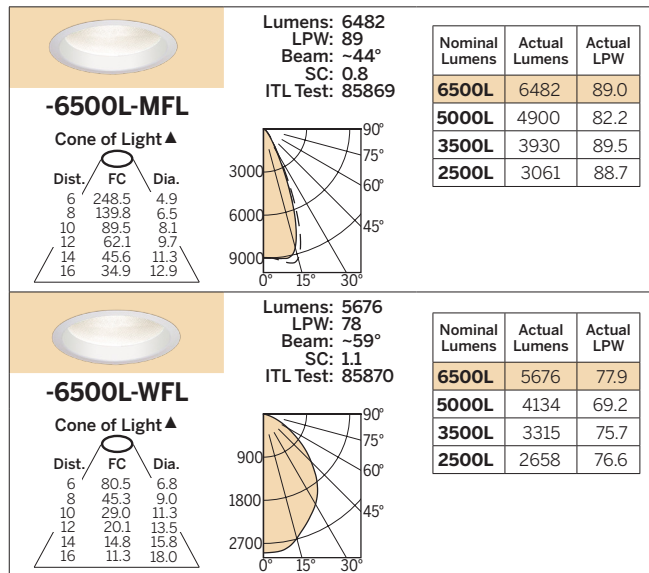 Lumens: 6482
LPW: 89
Beam: ~44°
SC: 0.8
ITL Test: 85869
-6500L-MFL
Cone of Light▲
Dist. FC Dia.
6 248.5 4.9
8 139.8 6.5
10 89.5 8.1
12 62.1 9.7
14 45.6 11.3
16 34.9 12.9
90°
75°
60°
45°
3000
6000
9000
0° 15° 30°
Nominal Lumens Actual Lumens Actual LPW
6500L 6482 89.0
5000L 4900 82.2
3500L 3930 89.5
2500L 3061 88.7
Lumens: 5676
LPW: 78
Beam: ~59°
SC: 1.1
ITL Test: 85870
-6500L-WFL
Cone of Light▲
Dist. FC Dia.
6 80.5 6.8
8 45.3 9.0
10 29.0 11.3
12 20.1 13.5
14 14.8 15.8
16 11.3 18.0
90°
75°
60°
45°
900
1800
2700
0° 15° 30°
Nominal Lumens Actual Lumens Actual LPW
6500L 5676 77.9
5000L 4134 69.2
3500L 3315 75.7
2500L 2658 76.6